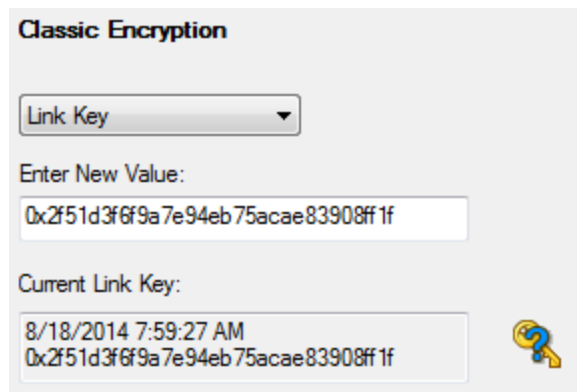 Classic Encryption
Link Key
Enter New Value:
0x2f51d3f6f9a7e94eb75acae83908ff1f
Current Link Key:
8/18/2014 7:59:27 AM
0x2f51d3f6f9a7e94eb75acae83908ff1f